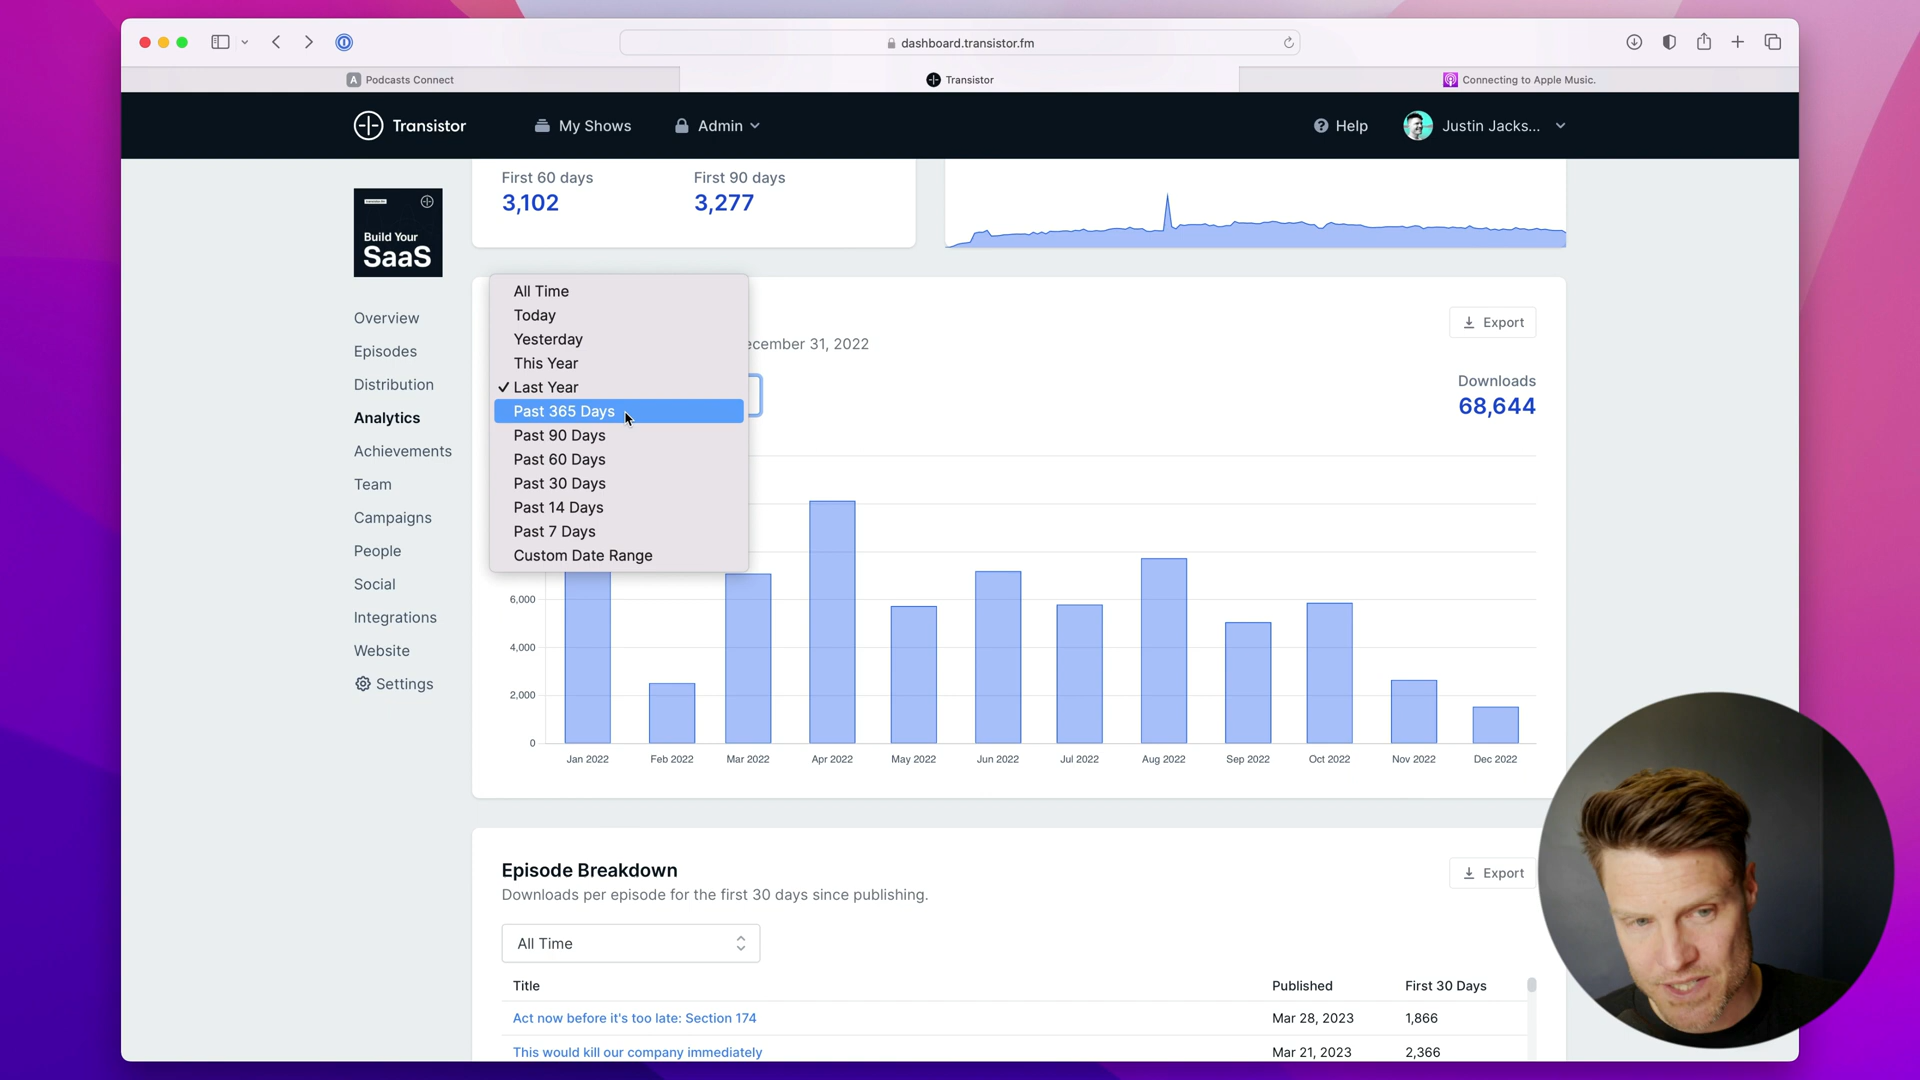 dashboard.transistor.fm
Podcasts Connect
Transistor
Connecting to Apple Music.
Transistor
My Shows
Admin
Help
Justin Jacks...
Build Your
SaaS
Overview
Episodes
Distribution
Analytics
Achievements
Team
Campaigns
People
Social
Integrations
Website
Settings
First 60 days
3,102
First 90 days
3,277
All Time
Today
Yesterday
This Year
✓ Last Year
Past 365 Days
Past 90 Days
Past 60 Days
Past 30 Days
Past 14 Days
Past 7 Days
Custom Date Range
ecember 31, 2022
Export
Downloads
68,644
6,000
4,000
2,000
0
Jan 2022
Feb 2022
Mar 2022
Apr 2022
May 2022
Jun 2022
Jul 2022
Aug 2022
Sep 2022
Oct 2022
Nov 2022
Dec 2022
Episode Breakdown
Downloads per episode for the first 30 days since publishing.
Export
All Time
Title Published First 30 Days
Act now before it's too late: Section 174 Mar 28, 2023 1,866
This would kill our company immediately Mar 21, 2023 2,366